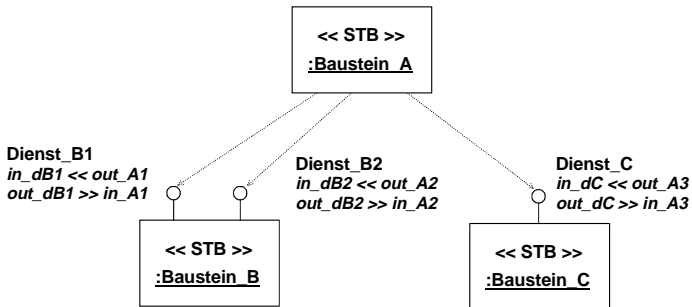 << STB >>
:Baustein_A
Dienst_B1
in_dB1 << out_A1
out_dB1 >> in_A1
Dienst_B2
in_dB2 << out_A2
out_dB2 >> in_A2
Dienst_C
in_dC << out_A3
out_dC >> in_A3
<< STB >>
:Baustein_B
<< STB >>
:Baustein_C